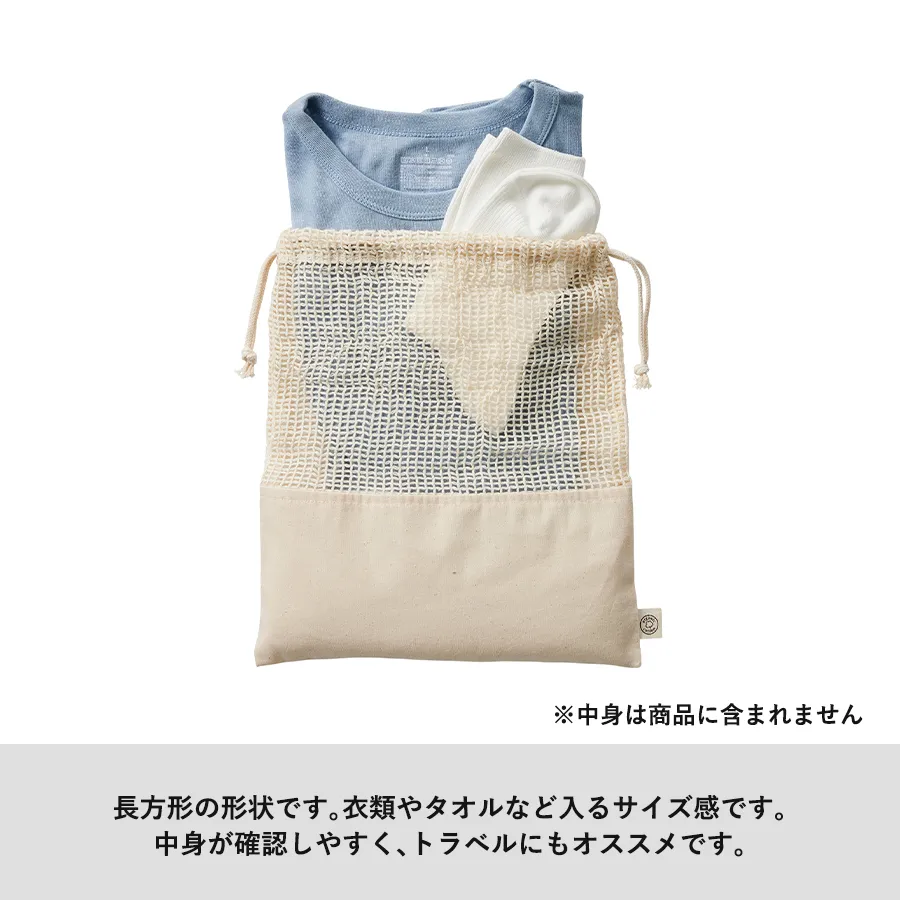 ※中身は商品に含まれません
長方形の形状です。衣類やタオルなど入るサイズ感です。
中身が確認しやすく、トラベルにもオススメです。